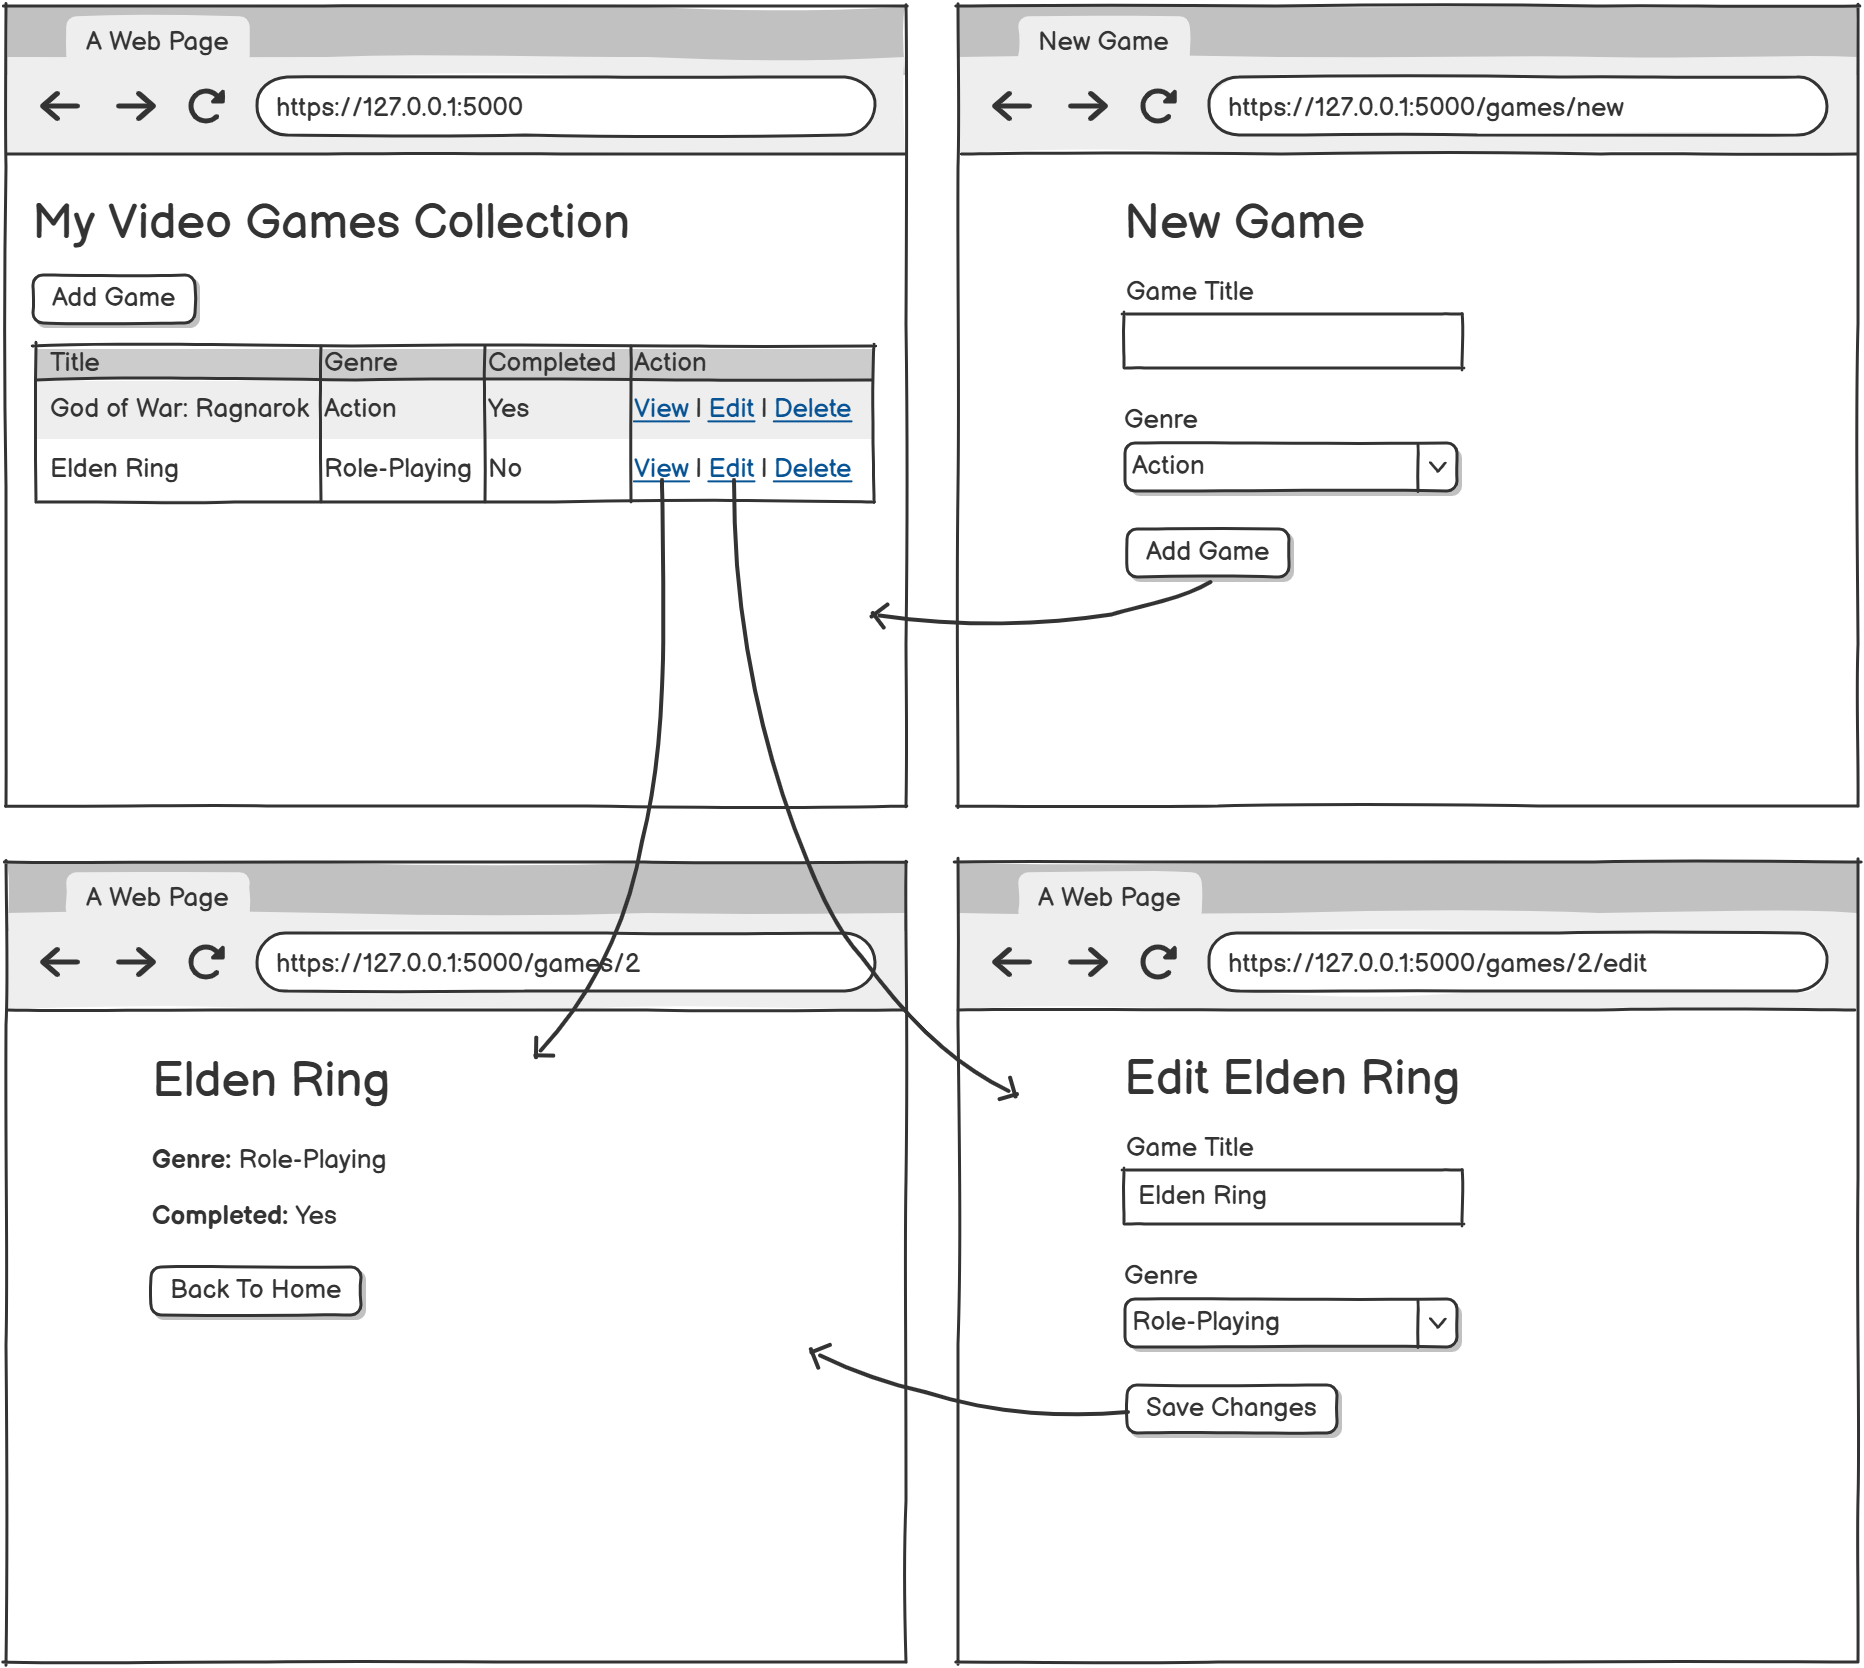 A Web Page
https://127.0.0.1:5000
My Video Games Collection
Add Game
Title Genre Completed Action
God of War: Ragnarok Action Yes View | Edit | Delete
Elden Ring Role-Playing No View | Edit | Delete
New Game
https://127.0.0.1:5000/games/new
New Game
Game Title
Genre
Action
Add Game
A Web Page
https://127.0.0.1:5000/games/2
Elden Ring
Genre: Role-Playing
Completed: Yes
Back To Home
A Web Page
https://127.0.0.1:5000/games/2/edit
Edit Elden Ring
Game Title
Elden Ring
Genre
Role-Playing
Save Changes